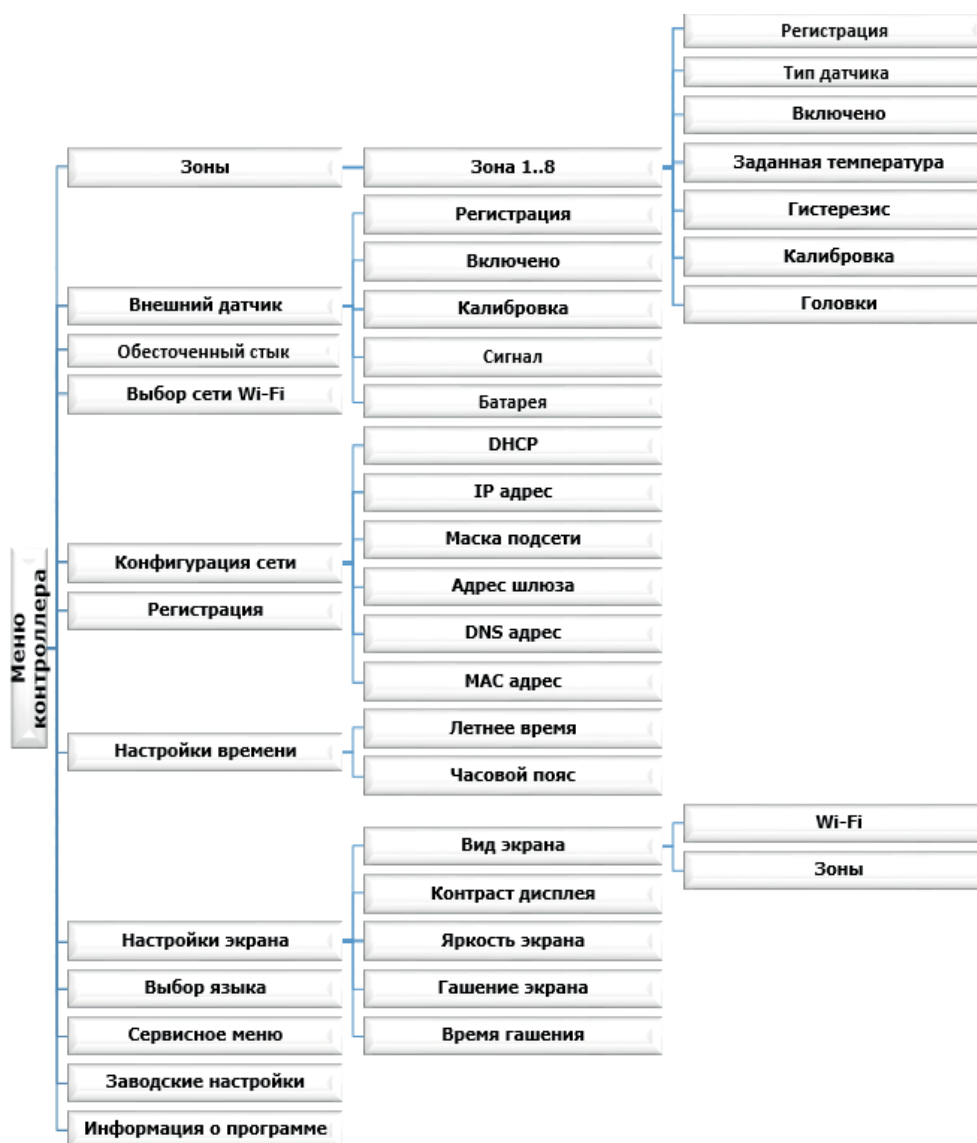 Меню
контроллера
Зоны
Зона 1..8
Регистрация
Тип датчика
Включено
Заданная температура
Гистерезис
Калибровка
Головки
Внешний датчик
Регистрация
Включено
Калибровка
Сигнал
Батарея
Обесточенный стык
Выбор сети Wi-Fi
Конфигурация сети
DHCP
IP адрес
Маска подсети
Адрес шлюза
DNS адрес
MAC адрес
Регистрация
Настройки времени
Летнее время
Часовой пояс
Настройки экрана
Вид экрана
Wi-Fi
Зоны
Контраст дисплея
Яркость экрана
Гашение экрана
Время гашения
Выбор языка
Сервисное меню
Заводские настройки
Информация о программе